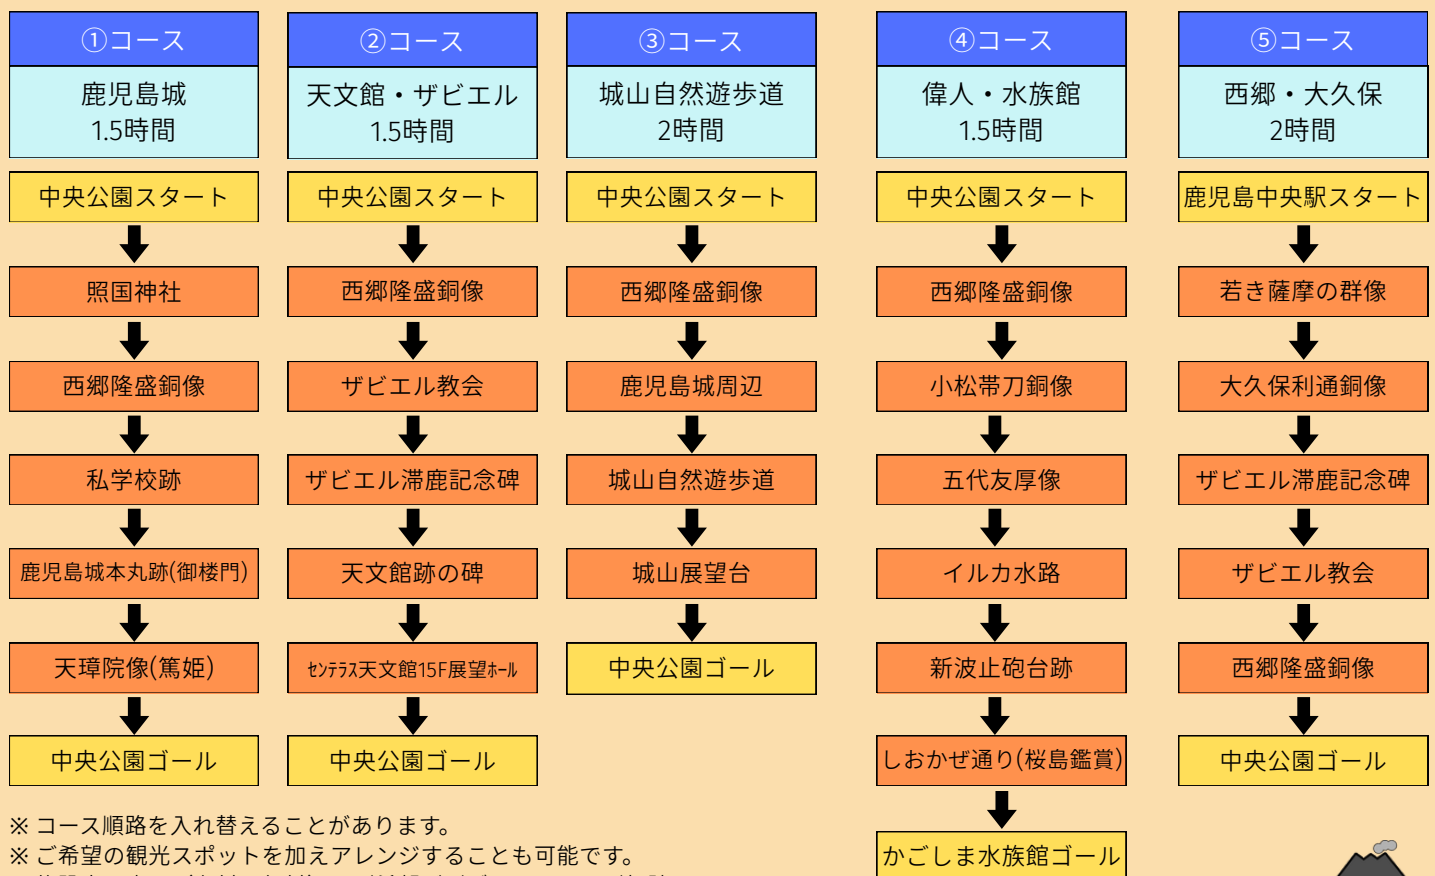 ①コース
鹿児島城
1.5時間
中央公園スタート
照国神社
西郷隆盛銅像
私学校跡
鹿児島城本丸跡(御楼門)
天璋院像(篤姫)
中央公園ゴール
②コース
天文館・ザビエル
1.5時間
中央公園スタート
西郷隆盛銅像
ザビエル教会
ザビエル滞鹿記念碑
天文館跡の碑
ｾﾝﾃﾗｽ天文館15F展望ﾎｰﾙ
中央公園ゴール
③コース
城山自然遊歩道
2時間
中央公園スタート
西郷隆盛銅像
鹿児島城周辺
城山自然遊歩道
城山展望台
中央公園ゴール
④コース
偉人・水族館
1.5時間
中央公園スタート
西郷隆盛銅像
小松帯刀銅像
五代友厚像
イルカ水路
新波止砲台跡
しおかぜ通り(桜島鑑賞)
かごしま水族館ゴール
⑤コース
西郷・大久保
2時間
鹿児島中央駅スタート
若き薩摩の群像
大久保利通銅像
ザビエル滞鹿記念碑
ザビエル教会
西郷隆盛銅像
中央公園ゴール
※ コース順路を入れ替えることがあります。
※ ご希望の観光スポットを加えアレンジすることも可能です。